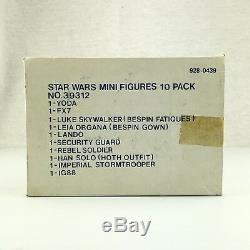 928-0439
STAR WARS MINI FIGURES 10 PACK
NO.39312
1-YODA
1-FX7
1-LUKE SKYWALKER (BESPIN FATIQUES)
1-LEIA ORGANA (BESPIN GOWN)
1-LANDO
1-SECURITY GUARD
1-REBEL SOLDIER
1-HAN SOLO (HOTH OUTFIT)
1-IMPERIAL STORMTROOPER
1-IG88